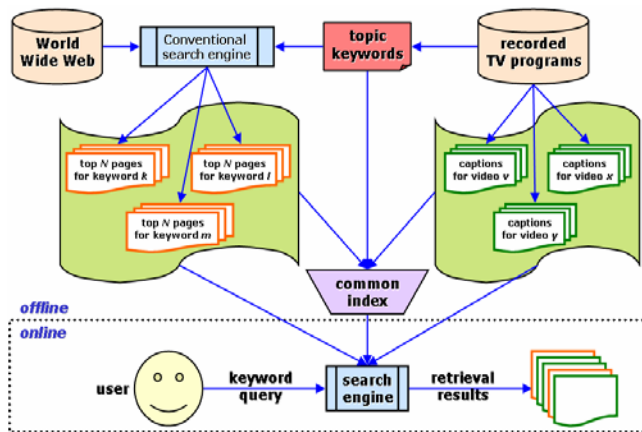 World
Wide Web
Conventional
search engine
topic
keywords
recorded
TV programs
top N pages
for keyword k
top N pages
for keyword l
top N pages
for keyword m
captions
for video v
captions
for video x
captions
for video y
common
index
offline
online
user
keyword
query
search
engine
retrieval
results